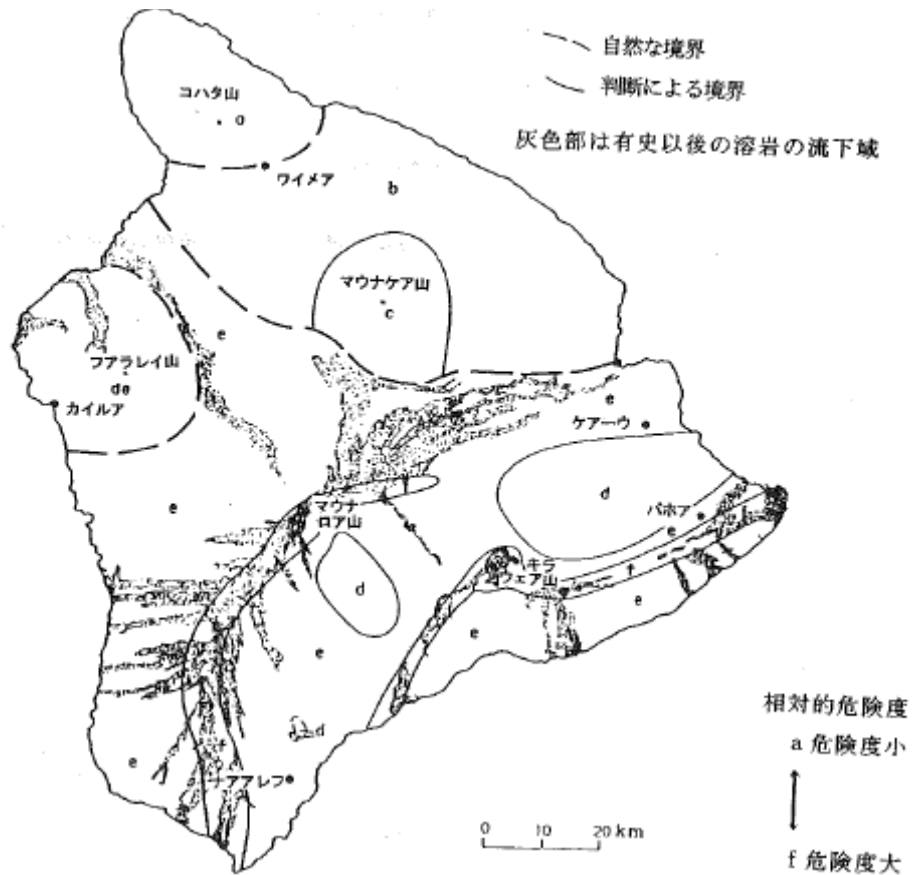 自然な境界
判断による境界
灰色部は有史以後の溶岩の流下域
コハタ山
a
ワイメア
b
マウナケア山
c
e
フアラレイ山
de
カイルア
e
ケアーウ
d
マウナ
ロア山
パホア
e
e
キラ
ウェア山
f
d
e
e
e
d
e
f
ナアアレフ
0 10 20 km
相対的危険度
a 危険度小
f 危険度大